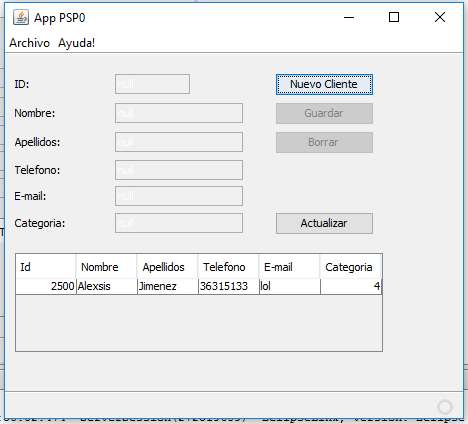 App PSP0
Archivo Ayuda!
ID: null
Nuevo Cliente
Nombre: null
Guardar
Apellidos: null
Borrar
Telefono: null
E-mail: null
Categoria: null
Actualizar
Id Nombre Apellidos Telefono E-mail Categoria
2500 Alexsis Jimenez 36315133 lol 4